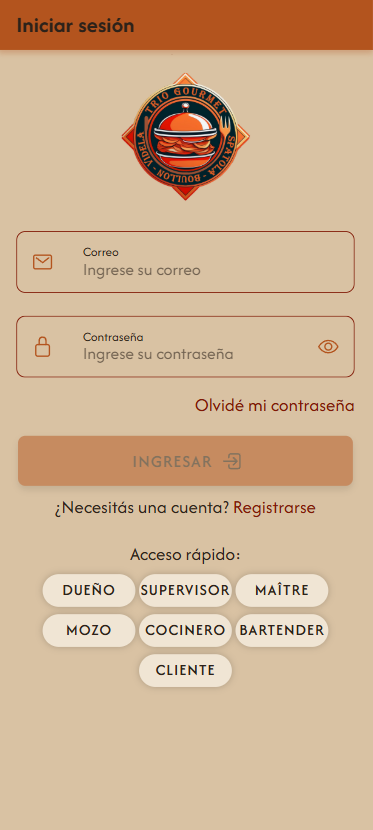 Iniciar sesión
TRIO GOURMET
SPATOLA - BOULLON - VIDELA
Correo
Ingrese su correo
Contraseña
Ingrese su contraseña
Olvidé mi contraseña
INGRESAR
¿Necesitás una cuenta? Registrarse
Acceso rápido:
DUEÑO SUPERVISOR MAÎTRE
MOZO COCINERO BARTENDER
CLIENTE